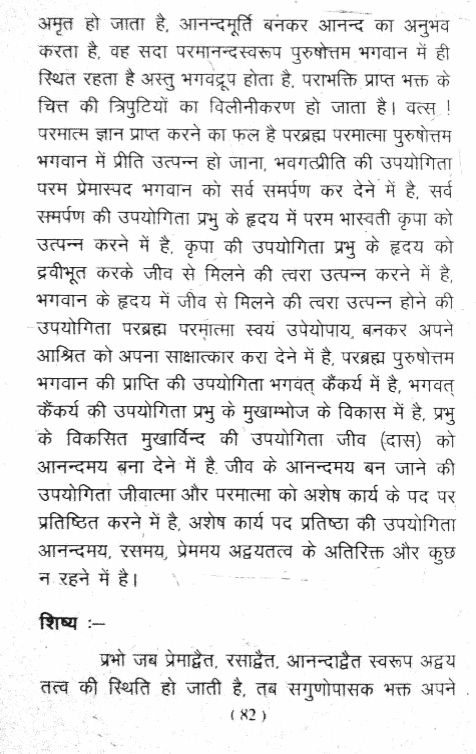 अमृत हो जाता है, आनन्दमूर्ति बनकर आनन्द का अनुभव
करता है, वह सदा परमानन्दस्वरूप पुरुषोत्तम भगवान में ही
स्थित रहता है अस्तु भगवद्रूप होता है, पराभक्ति प्राप्त भक्त के
चित्त की त्रिपुटियों का विलीनीकरण हो जाता है। वत्स !
परमात्म ज्ञान प्राप्त करने का फल है परब्रह्म परमात्मा पुरुषोत्तम
भगवान में प्रीति उत्पन्न हो जाना, भवगत्प्रीति की उपयोगिता
परम प्रेमास्पद भगवान को सर्व समर्पण कर देने में है, सर्व
समर्पण की उपयोगिता प्रभु के हृदय में परम भास्वती कृपा को
उत्पन्न करने में है, कृपा की उपयोगिता प्रभु के हृदय को
द्रवीभूत करके जीव से मिलने की त्वरा उत्पन्न करने में है,
भगवान के हृदय में जीव से मिलने की त्वरा उत्पन्न होने की
उपयोगिता परब्रह्म परमात्मा स्वयं उपेयोपाय, बनकर अपने
आश्रित को अपना साक्षात्कार करा देने में है, परब्रह्म पुरुषोत्तम
भगवान की प्राप्ति की उपयोगिता भगवत् कैंकर्य में है, भगवत्
कैंकर्य की उपयोगिता प्रभु के मुखाम्भोज के विकास में है, प्रभु
के विकसित मुखार्विन्द की उपयोगिता जीव (दास) को
आनन्दमय बना देने में है. जीव के आनन्दमय बन जाने की
उपयोगिता जीवात्मा और परमात्मा को अशेष कार्य के पद पर
प्रतिष्ठित करने में है, अशेष कार्य पद प्रतिष्ठा की उपयोगिता
आनन्दमय, रसमय, प्रेममय अद्वयतत्व के अतिरिक्त और कुछ
न रहने में है।
शिष्य :–
प्रभो जब प्रेमाद्वैत, रसाद्वैत, आनन्दाद्वैत स्वरूप अद्वय
तत्व की स्थिति हो जाती है, तब सगुणोपासक भक्त अपने
( 82 )